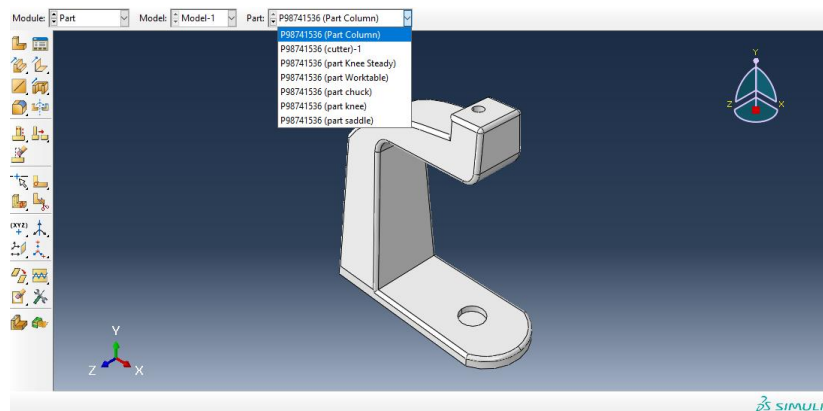 Module: Part Model: Model-1 Part: P98741536 (Part Column)
P98741536 (Part Column)
P98741536 (cutter)-1
P98741536 (part Knee Steady)
P98741536 (part Worktable)
P98741536 (part chuck)
P98741536 (part knee)
P98741536 (part saddle)
Y
Z X
(XYZ)
Y
Z X
SIMULI